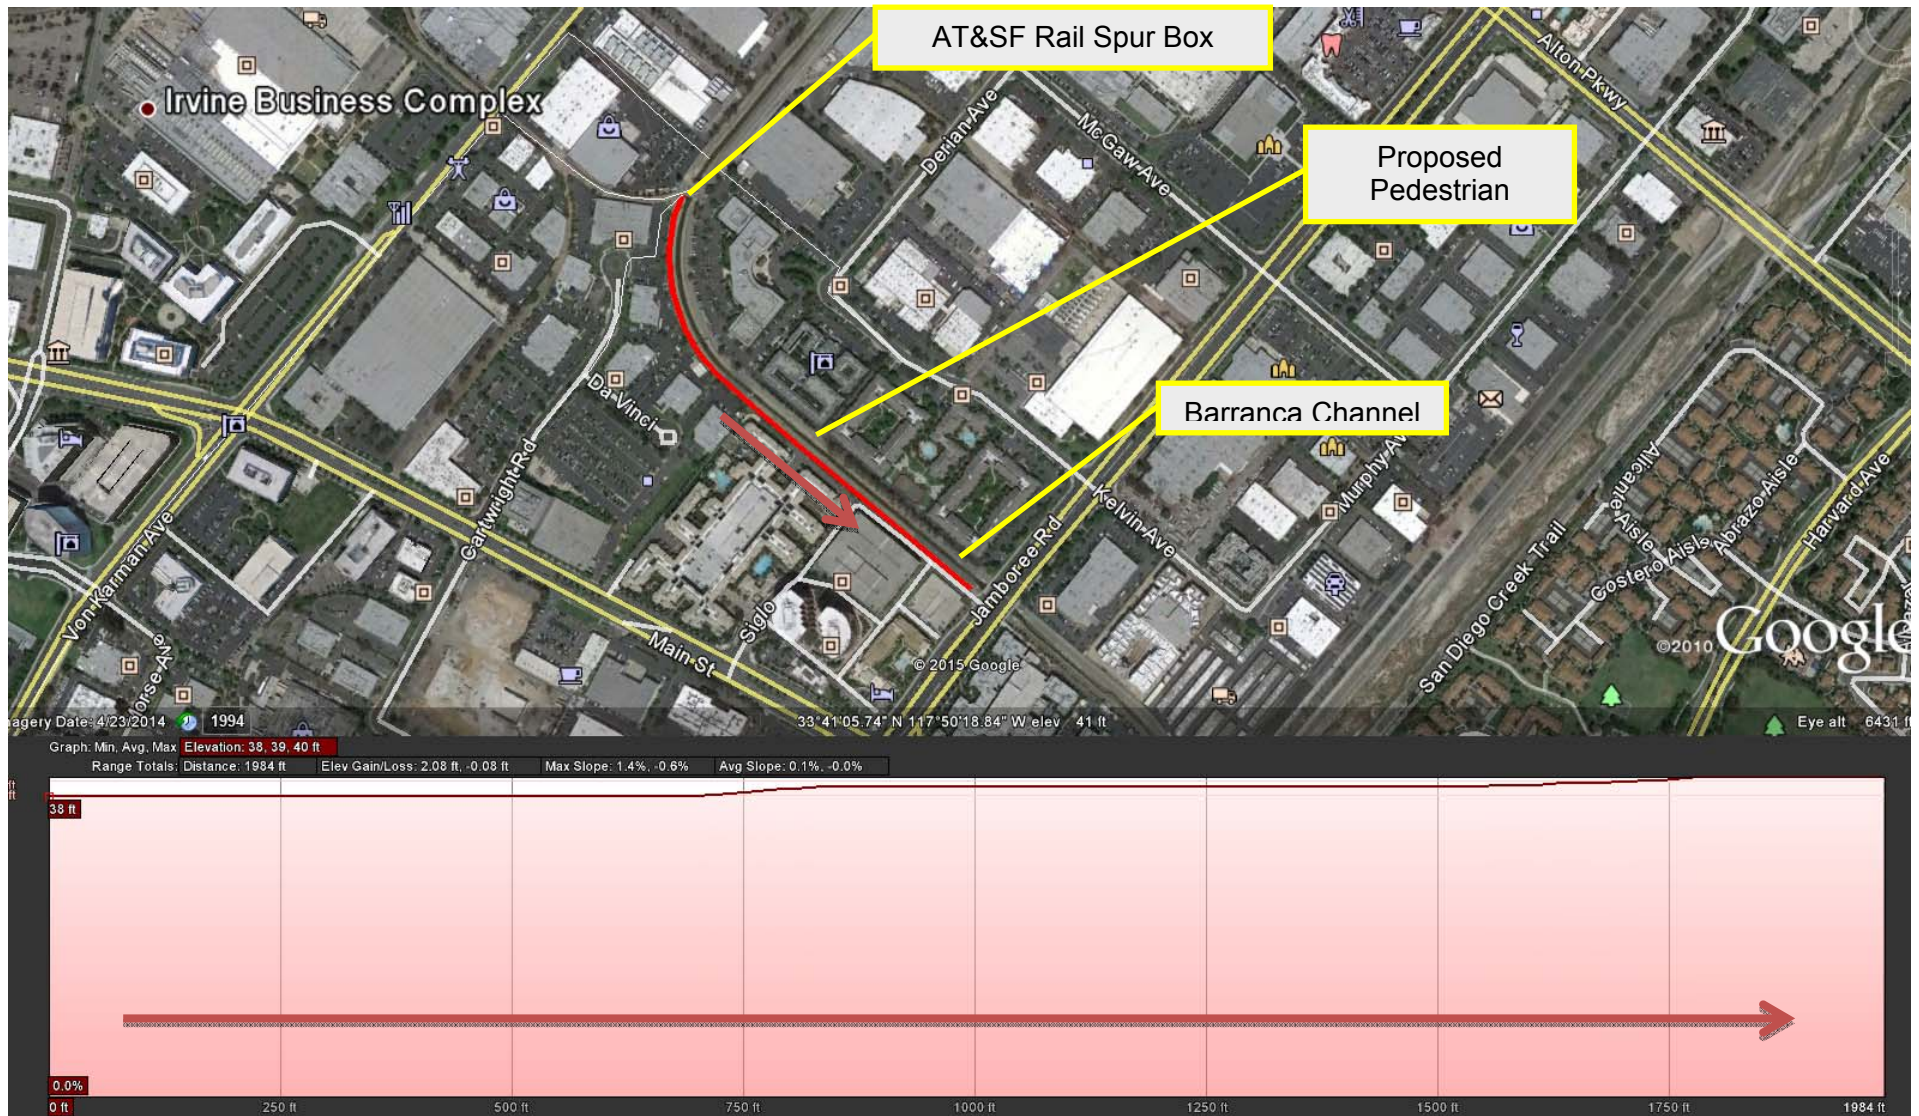 AT&SF Rail Spur Box
Alton Pkwy
Irvine Business Complex
Derian Ave
McGaw Ave
Proposed
Pedestrian
Da Vinci
Barranca Channel
Cartwright Rd
Von Karman Ave
Morse Ave
Main St
Siglo
Jamboree Rd
Kelvin Ave
Murphy Av
San Diego Creek Trail
Alicante Aisle
Costero Aisle
Abrazo Aisle
Harvard Ave
©2010 Google
© 2015 Google
agery Date: 4/23/2014 1994
33°41'05.74" N 117°50'18.84" W elev 41 ft
Eye alt 6431 ft
Graph: Min, Avg, Max Elevation: 38, 39, 40 ft
Range Totals: Distance: 1984 ft Elev Gain/Loss: 2.08 ft, -0.08 ft Max Slope: 1.4%, -0.6% Avg Slope: 0.1%, -0.0%
38 ft
0.0%
0 ft 250 ft 500 ft 750 ft 1000 ft 1250 ft 1500 ft 1750 ft 1984 ft